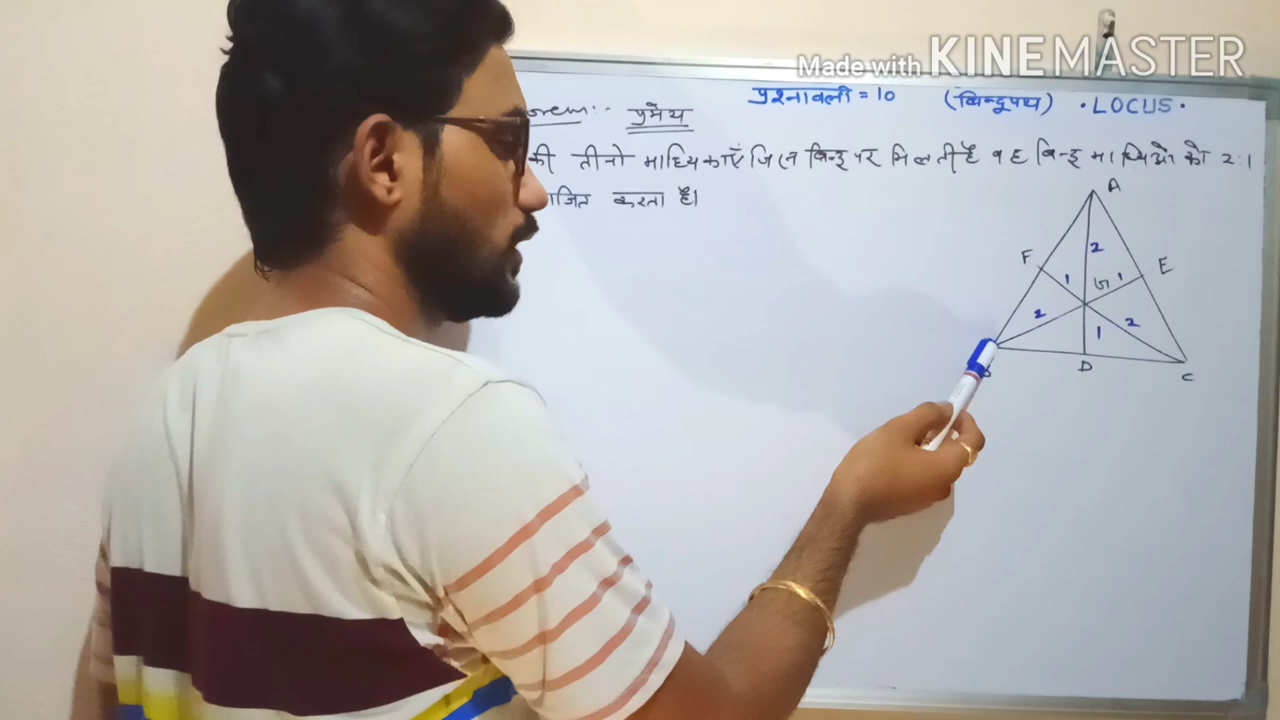 Made with KINEMASTER
प्रश्नावली = 10 (बिन्दुपथ) • LOCUS •
प्रमेय
की तीनो माध्यिकाएँ जिस बिन्दु पर मिलती है वह बिन्दु को 2:1
करता है।
A
F 2 E
1 G 1
2 1 2
D C